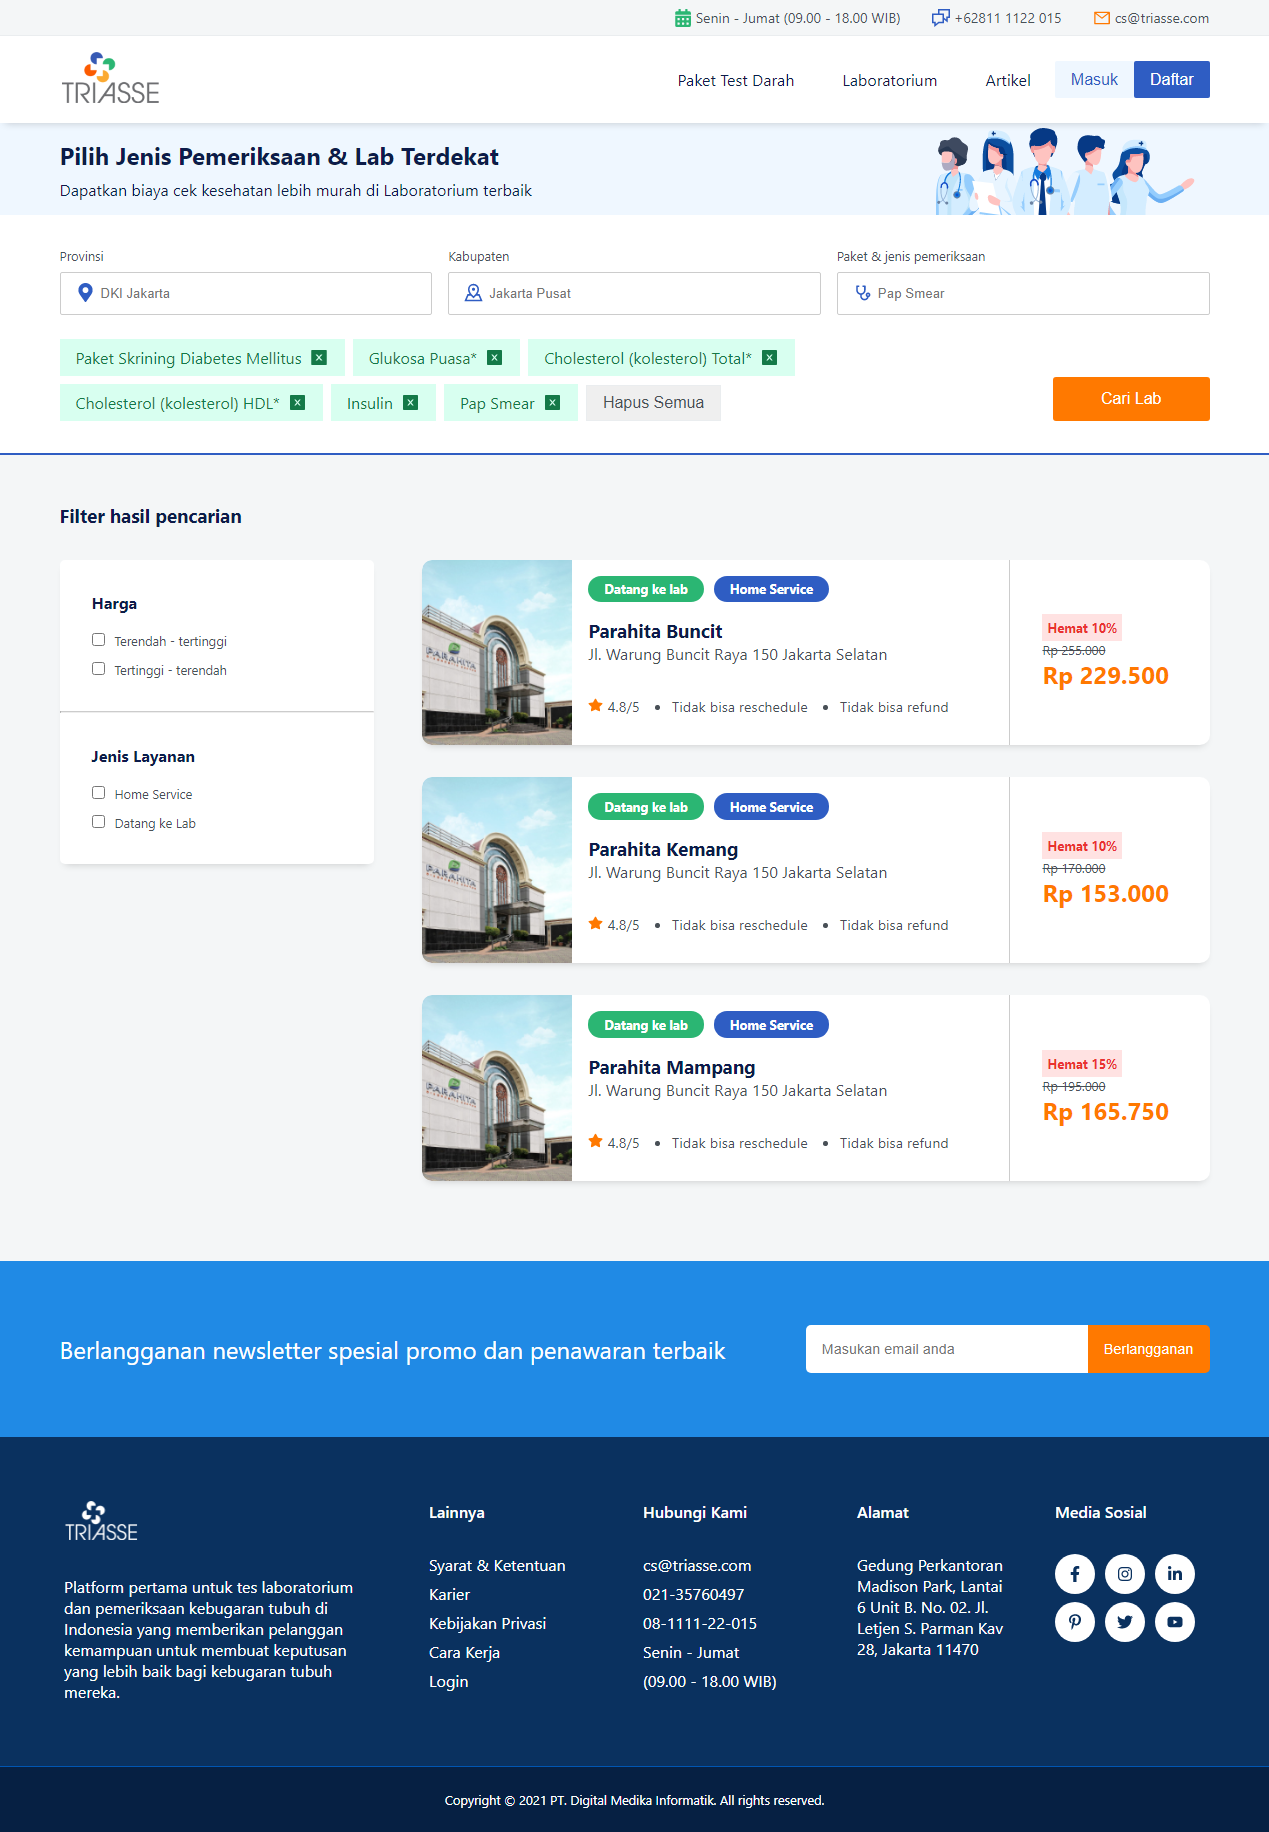 Senin - Jumat (09.00 - 18.00 WIB)
+62811 1122 015
cs@triasse.com
TRIASSE
Paket Test Darah
Laboratorium
Artikel
Masuk
Daftar
Pilih Jenis Pemeriksaan & Lab Terdekat
Dapatkan biaya cek kesehatan lebih murah di Laboratorium terbaik
Provinsi
Kabupaten
Paket & jenis pemeriksaan
DKI Jakarta
Jakarta Pusat
Pap Smear
Paket Skrining Diabetes Mellitus
Glukosa Puasa*
Cholesterol (kolesterol) Total*
Cholesterol (kolesterol) HDL*
Insulin
Pap Smear
Hapus Semua
Cari Lab
Filter hasil pencarian
Harga
Terendah - tertinggi
Tertinggi - terendah
Jenis Layanan
Home Service
Datang ke Lab
PARAHITA
Datang ke lab
Home Service
Parahita Buncit
Jl. Warung Buncit Raya 150 Jakarta Selatan
4.8/5 • Tidak bisa reschedule • Tidak bisa refund
Hemat 10%
Rp 255.000
Rp 229.500
PARAHITA
Datang ke lab
Home Service
Parahita Kemang
Jl. Warung Buncit Raya 150 Jakarta Selatan
4.8/5 • Tidak bisa reschedule • Tidak bisa refund
Hemat 10%
Rp 170.000
Rp 153.000
PARAHITA
Datang ke lab
Home Service
Parahita Mampang
Jl. Warung Buncit Raya 150 Jakarta Selatan
4.8/5 • Tidak bisa reschedule • Tidak bisa refund
Hemat 15%
Rp 195.000
Rp 165.750
Berlangganan newsletter spesial promo dan penawaran terbaik
Masukan email anda
Berlangganan
TRIASSE
Platform pertama untuk tes laboratorium
dan pemeriksaan kebugaran tubuh di
Indonesia yang memberikan pelanggan
kemampuan untuk membuat keputusan
yang lebih baik bagi kebugaran tubuh
mereka.
Lainnya
Syarat & Ketentuan
Karier
Kebijakan Privasi
Cara Kerja
Login
Hubungi Kami
cs@triasse.com
021-35760497
08-1111-22-015
Senin - Jumat
(09.00 - 18.00 WIB)
Alamat
Gedung Perkantoran
Madison Park, Lantai
6 Unit B. No. 02. Jl.
Letjen S. Parman Kav
28, Jakarta 11470
Media Sosial
Copyright © 2021 PT. Digital Medika Informatik. All rights reserved.